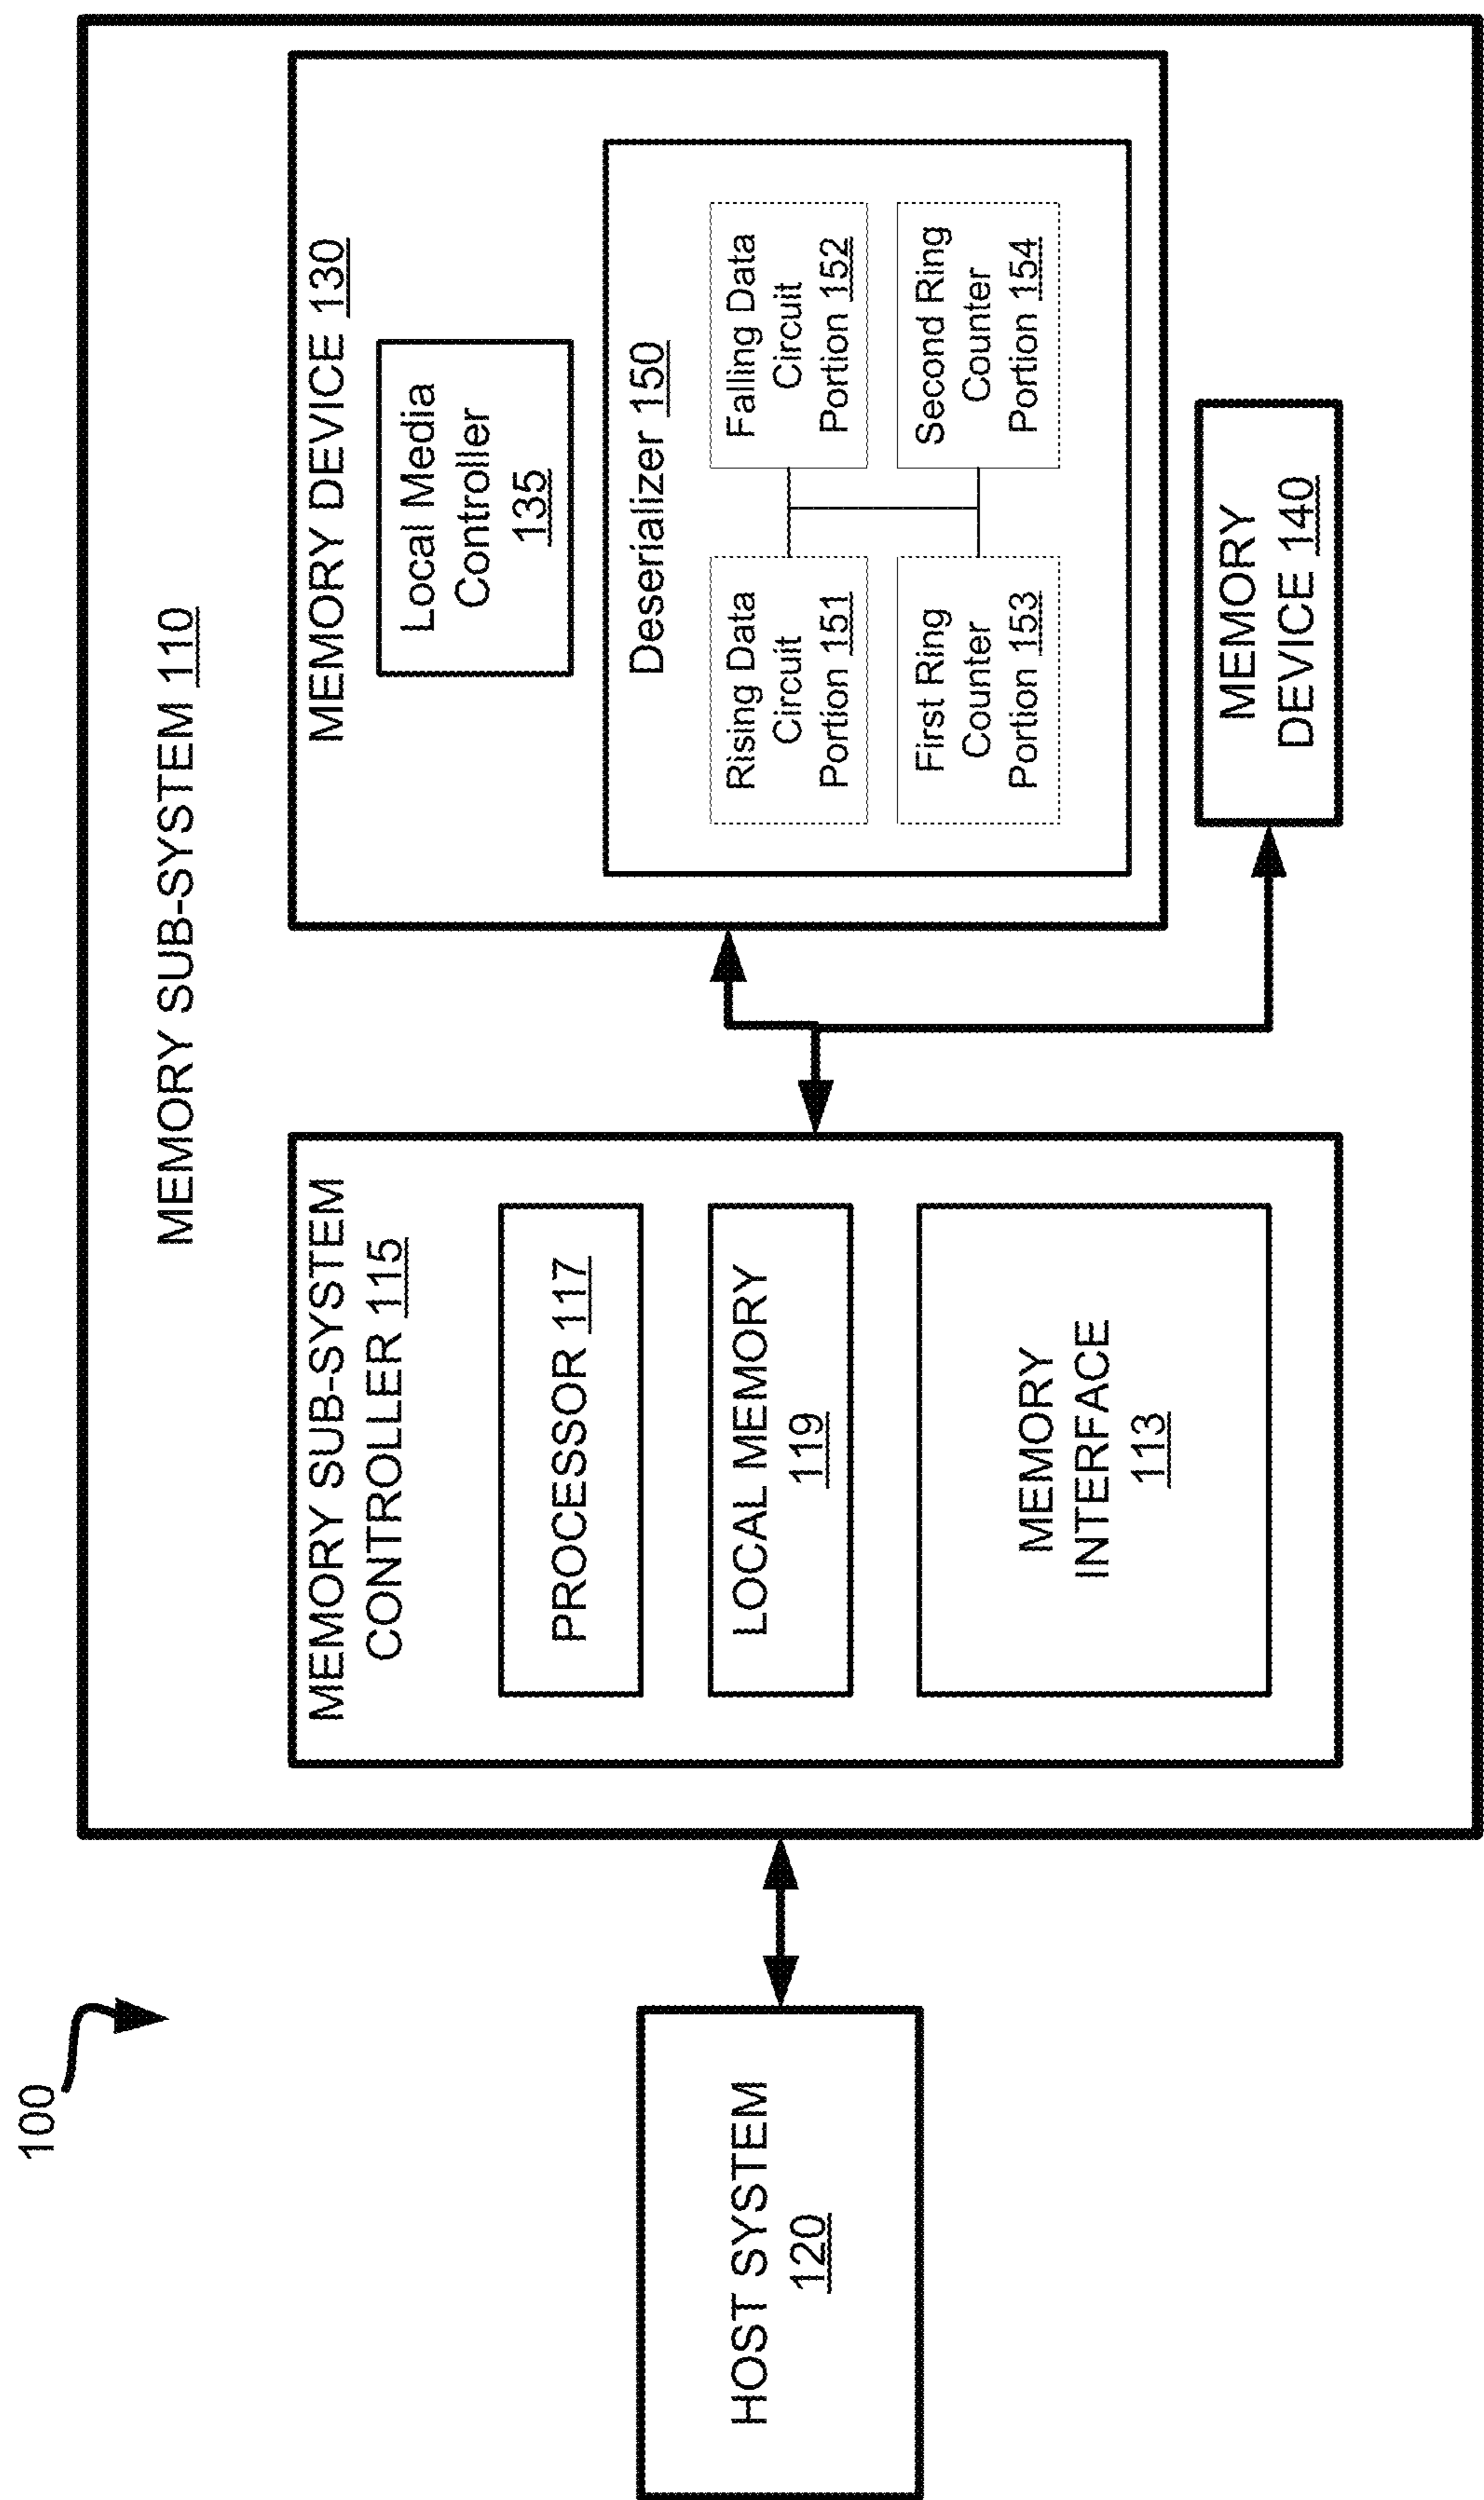 100
HOST SYSTEM
120
MEMORY SUB-SYSTEM 110
MEMORY SUB-SYSTEM
CONTROLLER 115
PROCESSOR 117
LOCAL MEMORY
119
MEMORY
INTERFACE
113
MEMORY DEVICE 130
Local Media
Controller
135
Deserializer 150
Rising Data
Circuit
Portion 151
Falling Data
Circuit
Portion 152
First Ring
Counter
Portion 153
Second Ring
Counter
Portion 154
MEMORY
DEVICE 140